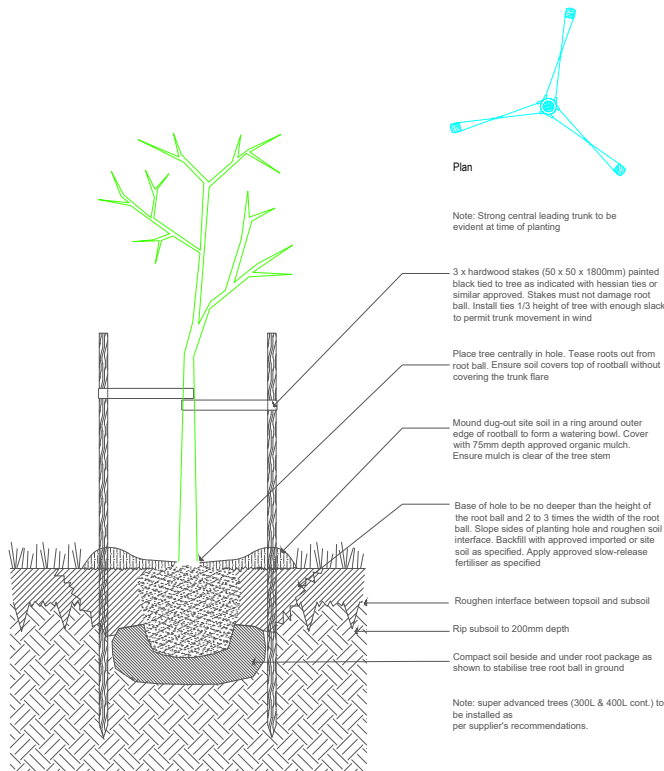 Plan
Note: Strong central leading trunk to be
evident at time of planting
3 x hardwood stakes (50 x 50 x 1800mm) painted
black tied to tree as indicated with hessian ties or
similar approved. Stakes must not damage root
ball. Install ties 1/3 height of tree with enough slack
to permit trunk movement in wind
Place tree centrally in hole. Tease roots out from
root ball. Ensure soil covers top of rootball without
covering the trunk flare
Mound dug-out site soil in a ring around outer
edge of rootball to form a watering bowl. Cover
with 75mm depth approved organic mulch.
Ensure mulch is clear of the tree stem
Base of hole to be no deeper than the height of
the root ball and 2 to 3 times the width of the root
ball. Slope sides of planting hole and roughen soil
interface. Backfill with approved imported or site
soil as specified. Apply approved slow-release
fertiliser as specified
Roughen interface between topsoil and subsoil
Rip subsoil to 200mm depth
Compact soil beside and under root package as
shown to stabilise tree root ball in ground
Note: super advanced trees (300L & 400L cont.) to
be installed as
per supplier's recommendations.